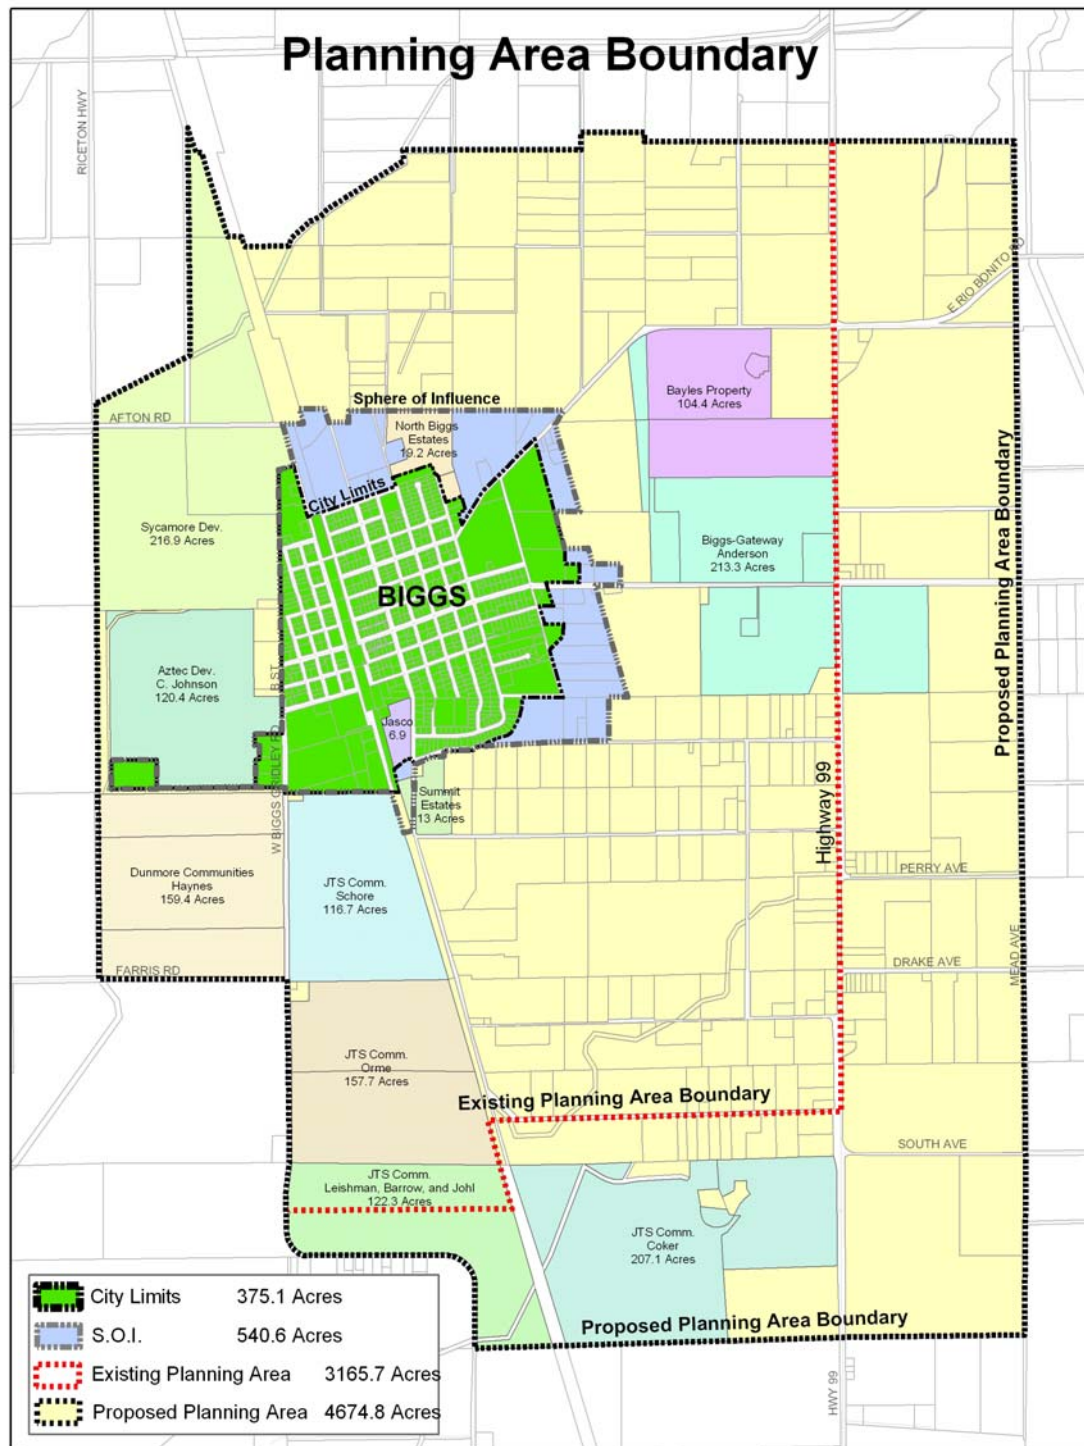 Planning Area Boundary
RICETON HWY
E RIO BONITO RD
Bayles Property
104.4 Acres
Sphere of Influence
AFTON RD
North Biggs
Estates
19.2 Acres
City Limits
Proposed Planning Area Boundary
Sycamore Dev.
216.9 Acres
Biggs-Gateway
Anderson
213.3 Acres
BIGGS
Aztec Dev.
C. Johnson
120.4 Acres
B ST
Jasco
6.9
W BIGGS GRIDLEY RD
Summit
Estates
13 Acres
Highway 99
Dunmore Communities
Haynes
159.4 Acres
JTS Comm.
Schore
116.7 Acres
PERRY AVE
FARRIS RD
DRAKE AVE
MEAD AVE
JTS Comm.
Orme
157.7 Acres
Existing Planning Area Boundary
SOUTH AVE
JTS Comm.
Leishman, Barrow, and Johl
122.3 Acres
JTS Comm.
Coker
207.1 Acres
Proposed Planning Area Boundary
HWY 99
City Limits 375.1 Acres
S.O.I. 540.6 Acres
Existing Planning Area 3165.7 Acres
Proposed Planning Area 4674.8 Acres